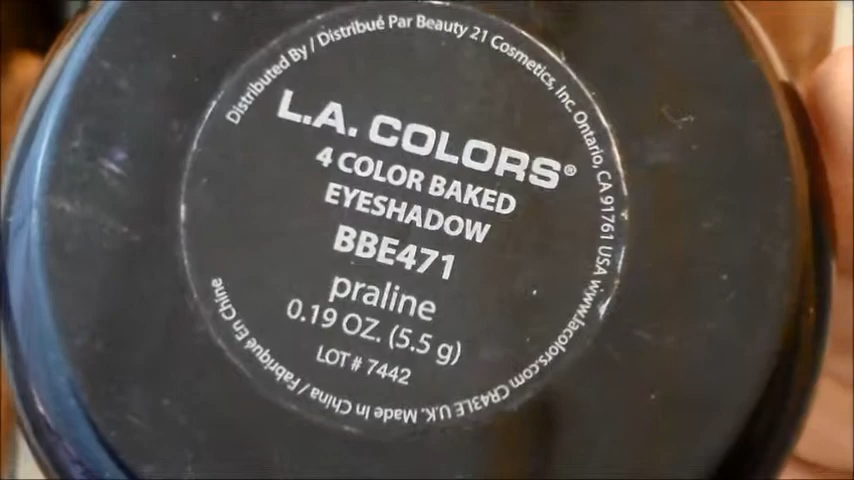 Distributed By / Distribué Par Beauty 21 Cosmetics, Inc. Ontario, CA 91761 USA www.lacolors.com CR43LE U.K. Made In China / Fabriqué En Chine
L.A. COLORS®
4 COLOR BAKED
EYESHADOW
BBE471
praline
0.19 OZ. (5.5 g)
LOT # 7442